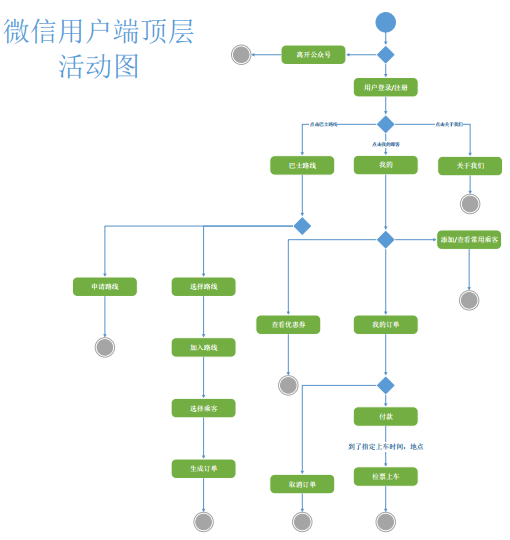 微信用户端顶层
活动图
离开公众号
用户登录/注册
点击巴士路线
点击关于我们
点击我的顾客
巴士路线
我的
关于我们
添加/查看常用乘客
申请路线
选择路线
查看优惠券
我的订单
加入路线
选择乘客
付款
到了指定上车时间，地点
生成订单
取消订单
检票上车